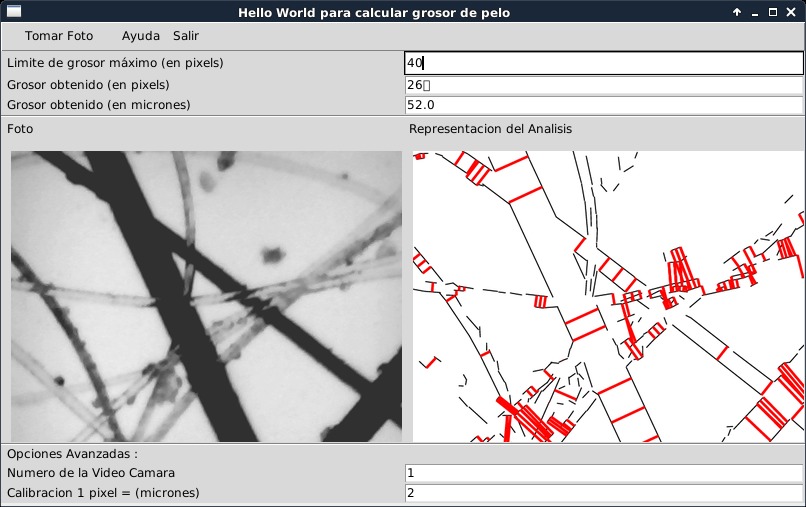 Hello World para calcular grosor de pelo
Tomar Foto Ayuda Salir
Limite de grosor máximo (en pixels) 40
Grosor obtenido (en pixels) 26
Grosor obtenido (en micrones) 52.0
Foto Representacion del Analisis
Opciones Avanzadas :
Numero de la Video Camara 1
Calibracion 1 pixel = (micrones) 2